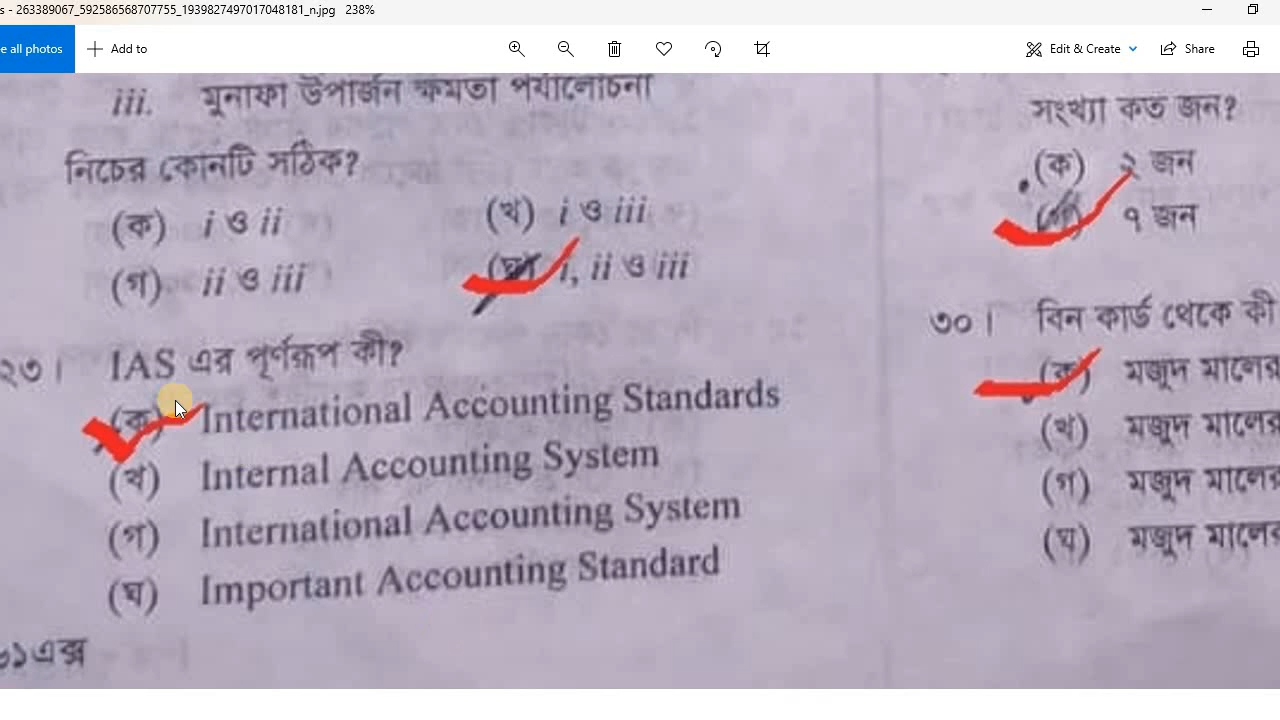 s - 263389067_592586568707755_1939827497017048181_n.jpg 238%
e all photos
Add to
Edit & Create
Share
iii. মুনাফা উপার্জন ক্ষমতা পর্যালোচনা
নিচের কোনটি সঠিক?
(ক) i ও ii
(খ) i ও iii
(গ) ii ও iii
(ঘ) i, ii ও iii
২৩। IAS এর পূর্ণরূপ কী?
(ক) International Accounting Standards
(খ) Internal Accounting System
(গ) International Accounting System
(ঘ) Important Accounting Standard
৩১এক্স
সংখ্যা কত জন?
(ক) ২ জন
(গ) ৭ জন
৩০। বিন কার্ড থেকে কী
(ক) মজুদ মালের
(খ) মজুদ মালের
(গ) মজুদ মালের
(ঘ) মজুদ মালের